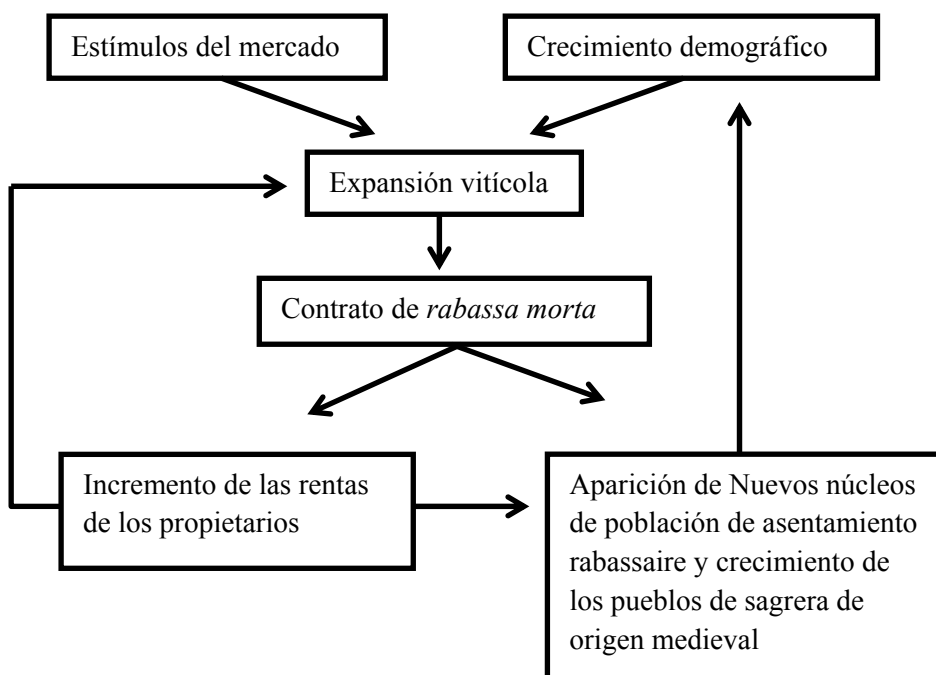 Estímulos del mercado
Crecimiento demográfico
Expansión vitícola
Contrato de rabassa morta
Incremento de las rentas
de los propietarios
Aparición de Nuevos núcleos
de población de asentamiento
rabassaire y crecimiento de
los pueblos de sagrera de
origen medieval